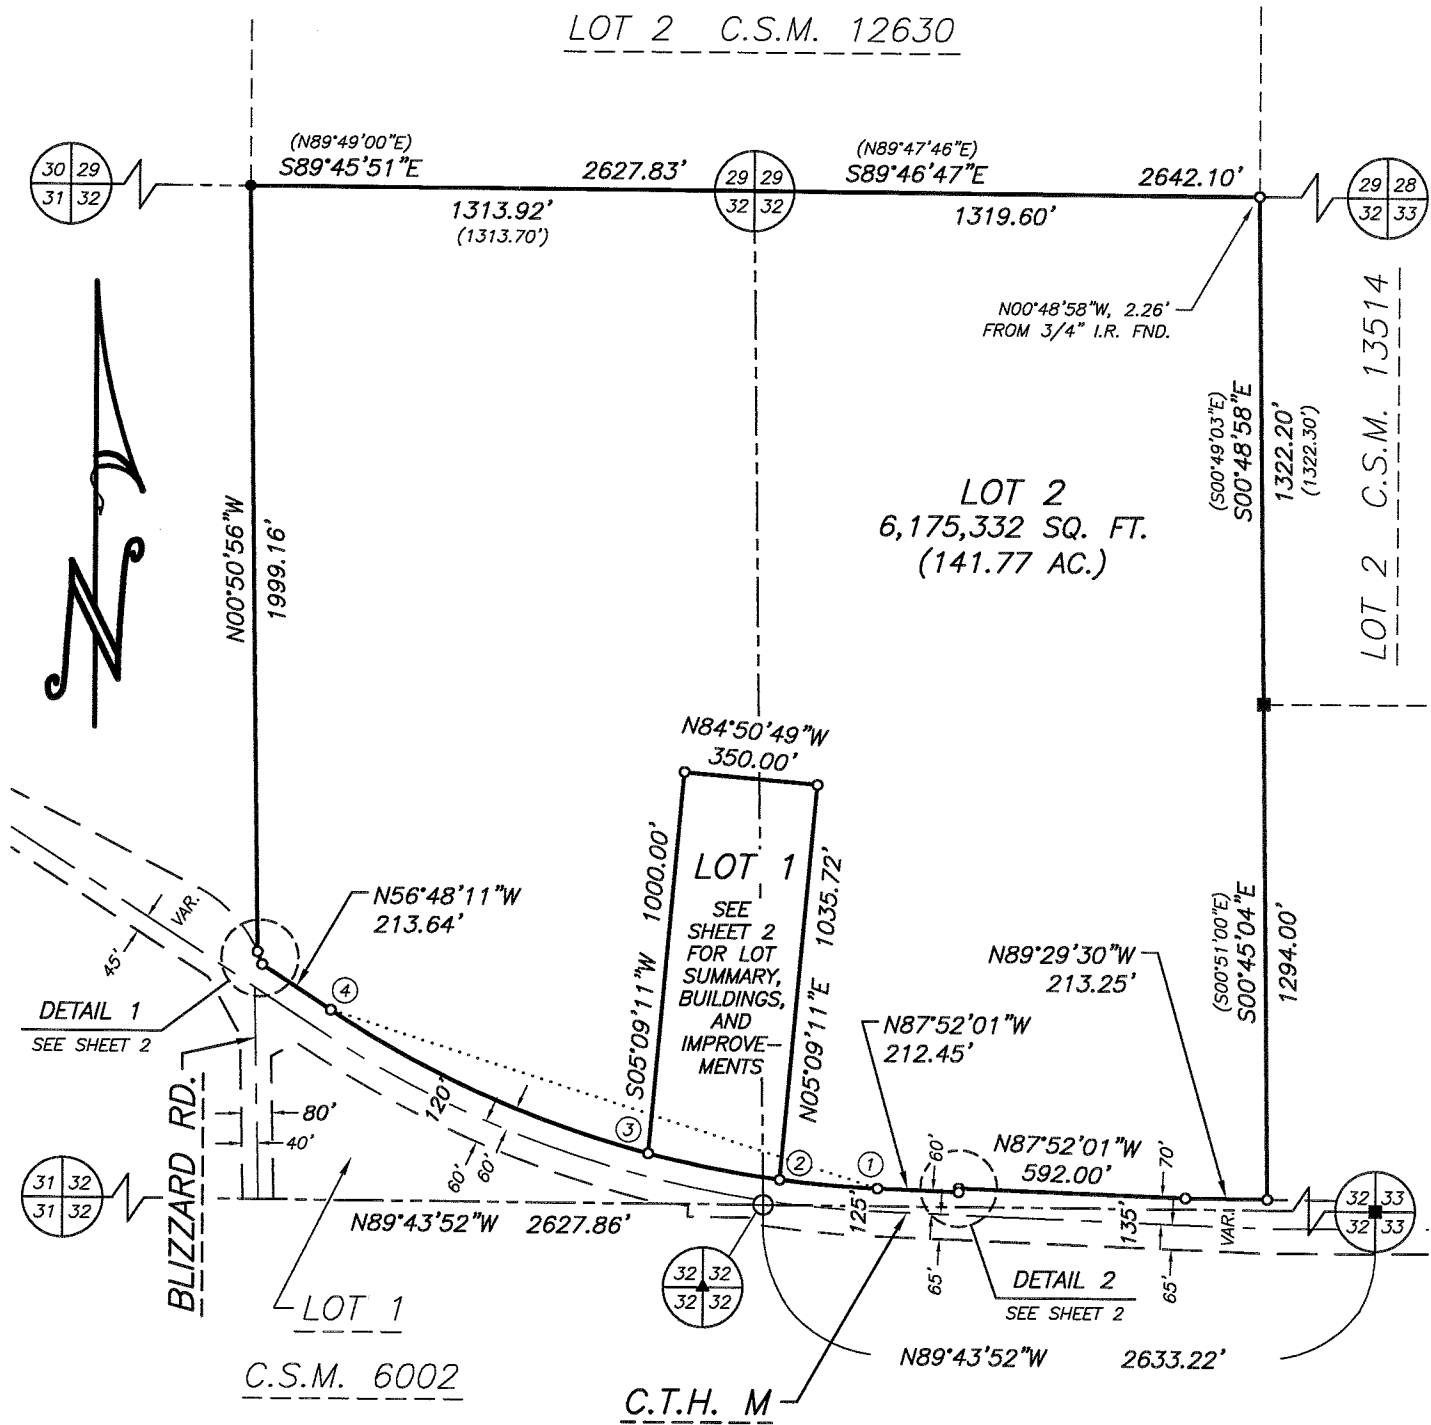 LOT 2 C.S.M. 12630
30 29
31 32
(N89°49'00"E)
S89°45'51"E
2627.83'
1313.92'
(1313.70')
29 29
32 32
(N89°47'46"E)
S89°46'47"E
2642.10'
1319.60'
29 28
32 33
N00°48'58"W, 2.26'
FROM 3/4" I.R. FND.
LOT 2 C.S.M. 13514
(S00°49'03"E)
S00°48'58"E
1322.20'
(1322.30')
LOT 2
6,175,332 SQ. FT.
(141.77 AC.)
N00°50'56"W
1999.16'
N
N84°50'49"W
350.00'
LOT 1
SEE
SHEET 2
FOR LOT
SUMMARY,
BUILDINGS,
AND
IMPROVE-
MENTS
S05°09'11"W 1000.00'
N05°09'11"E 1035.72'
N56°48'11"W
213.64'
VAR.
45'
4
DETAIL 1
SEE SHEET 2
N89°29'30"W
213.25'
(S00°51'00"E)
S00°45'04"E
1294.00'
N87°52'01"W
212.45'
3
2
1
60'
N87°52'01"W
592.00'
70'
120'
60'
60'
80'
40'
BLIZZARD RD.
31 32
31 32
N89°43'52"W 2627.86'
125'
135'
VAR.
32 33
32 33
65'
65'
32 32
32 32
DETAIL 2
SEE SHEET 2
LOT 1
C.S.M. 6002
N89°43'52"W 2633.22'
C.T.H. M